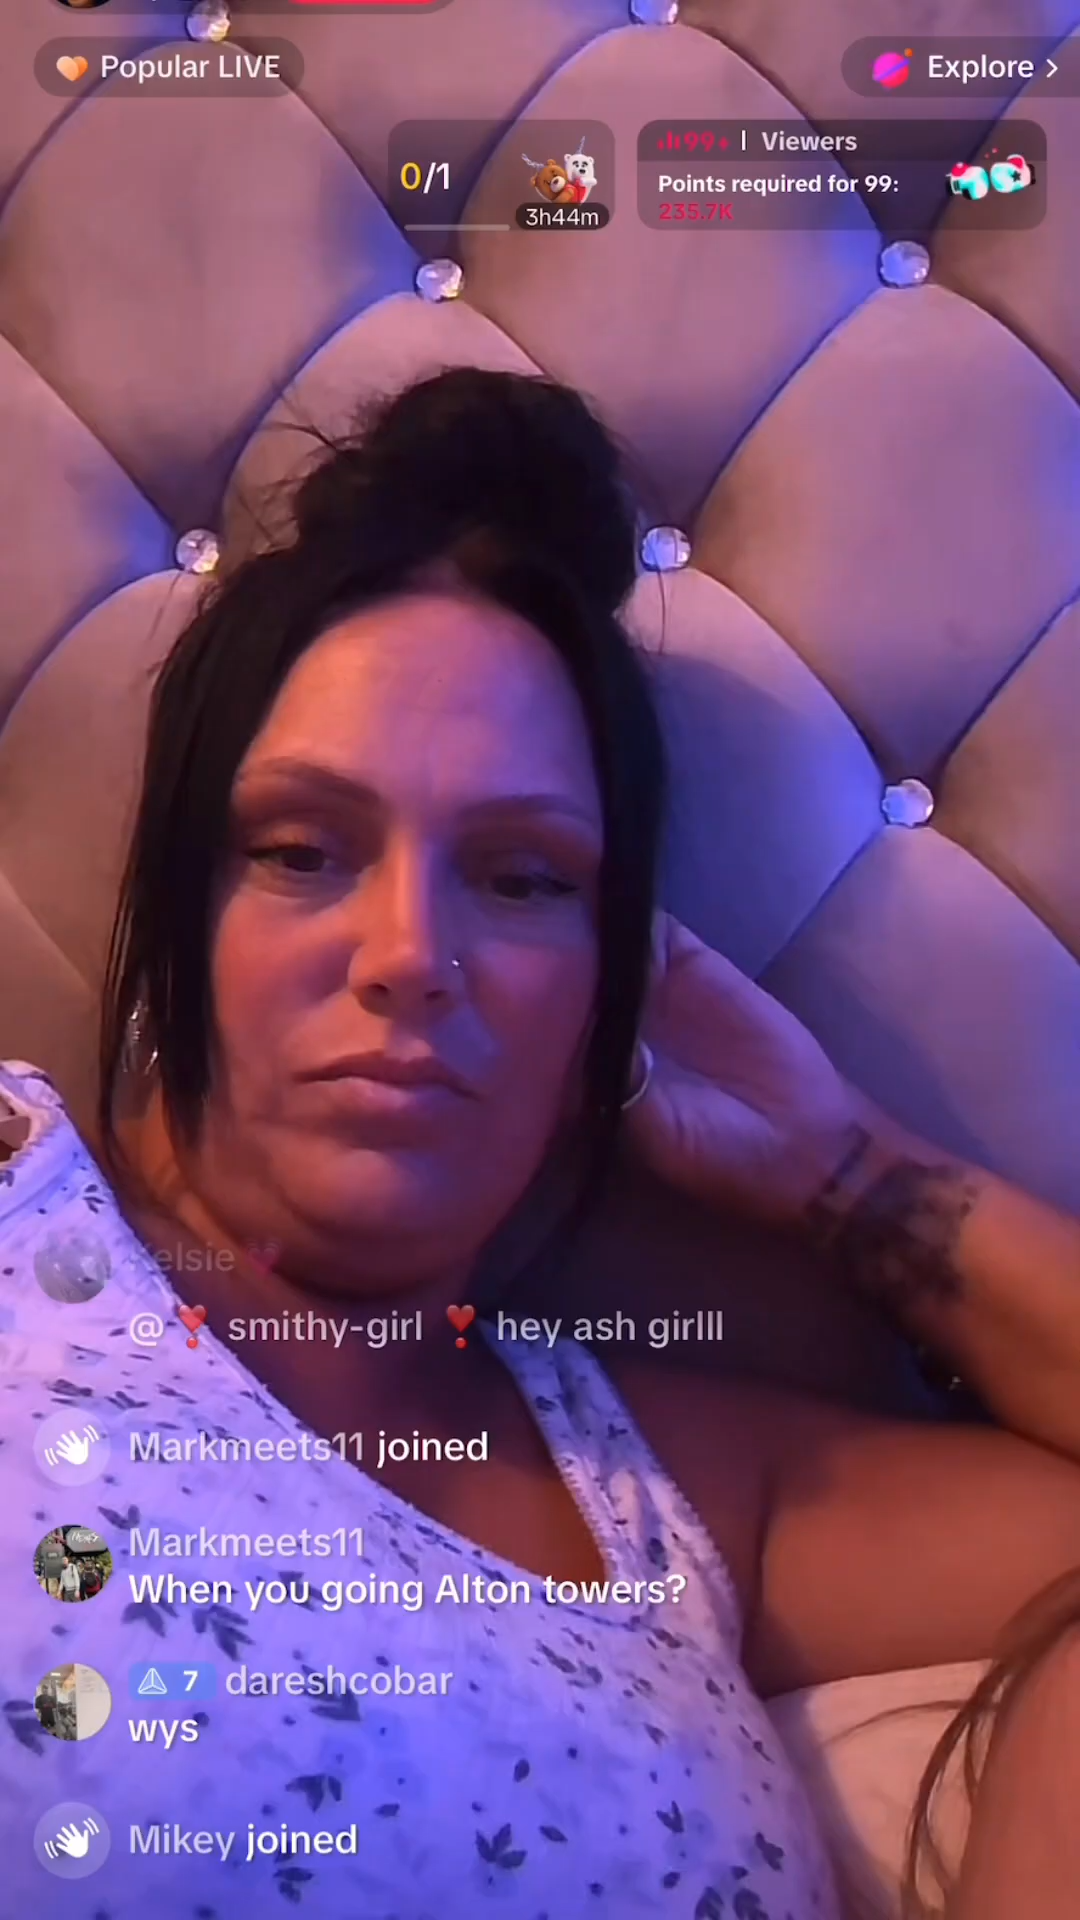 Popular LIVE
Explore >
0/1
3h44m
99+ | Viewers
Points required for 99:
235.7K
Kelsie
@❣️ smithy-girl ❣️ hey ash girlll
Markmeets11 joined
Markmeets11
When you going Alton towers?
7 dareshcobar
wys
Mikey joined